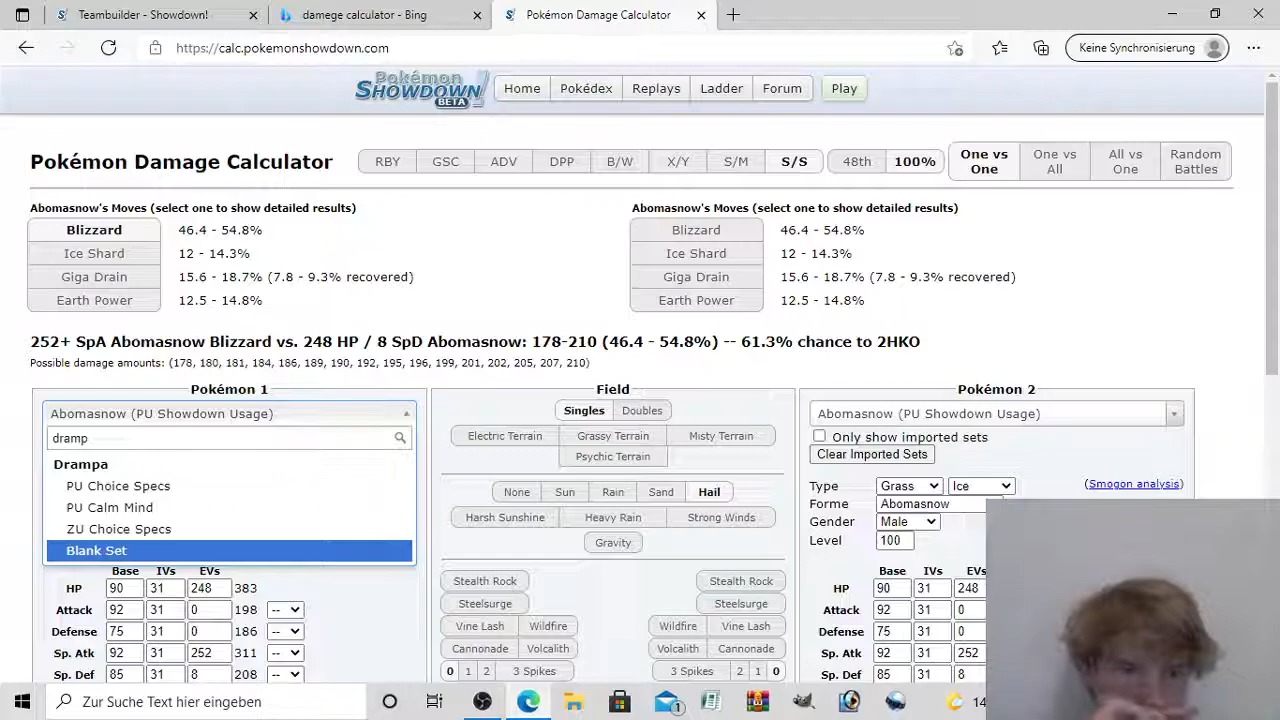 Teambuilder - Showdown!
damege calculator - Bing
Pokémon Damage Calculator
https://calc.pokemonshowdown.com
Keine Synchronisierung
Pokémon
SHOWDOWN
BETA
Home Pokédex Replays Ladder Forum Play
Pokémon Damage Calculator
RBY GSC ADV DPP B/W X/Y S/M S/S
48th 100%
One vs One
One vs All
All vs One
Random Battles
Abomasnow's Moves (select one to show detailed results)
Blizzard 46.4 - 54.8%
Ice Shard 12 - 14.3%
Giga Drain 15.6 - 18.7% (7.8 - 9.3% recovered)
Earth Power 12.5 - 14.8%
Abomasnow's Moves (select one to show detailed results)
Blizzard 46.4 - 54.8%
Ice Shard 12 - 14.3%
Giga Drain 15.6 - 18.7% (7.8 - 9.3% recovered)
Earth Power 12.5 - 14.8%
252+ SpA Abomasnow Blizzard vs. 248 HP / 8 SpD Abomasnow: 178-210 (46.4 - 54.8%) -- 61.3% chance to 2HKO
Possible damage amounts: (178, 180, 181, 184, 186, 189, 190, 192, 195, 196, 199, 201, 202, 205, 207, 210)
Pokémon 1
Abomasnow (PU Showdown Usage)
dramp
Drampa
PU Choice Specs
PU Calm Mind
ZU Choice Specs
Blank Set
Base IVs EVs
HP 90 31 248 383
Attack 92 31 0 198 --
Defense 75 31 0 186 --
Sp. Atk 92 31 252 311 --
Sp. Def 85 31 8 208 --
Field
Singles Doubles
Electric Terrain Grassy Terrain Misty Terrain
Psychic Terrain
None Sun Rain Sand Hail
Harsh Sunshine Heavy Rain Strong Winds
Gravity
Stealth Rock Stealth Rock
Steelsurge Steelsurge
Vine Lash Wildfire Wildfire Vine Lash
Cannonade Volcalith Volcalith Cannonade
0 1 2 3 Spikes 3 Spikes 2 1 0
Pokémon 2
Abomasnow (PU Showdown Usage)
Only show imported sets
Clear Imported Sets
Type Grass Ice (Smogon analysis)
Forme Abomasnow
Gender Male
Level 100
Base IVs EVs
HP 90 31 248
Attack 92 31 0
Defense 75 31 0
Sp. Atk 92 31 252
Sp. Def 85 31 8
Zur Suche Text hier eingeben
1
14